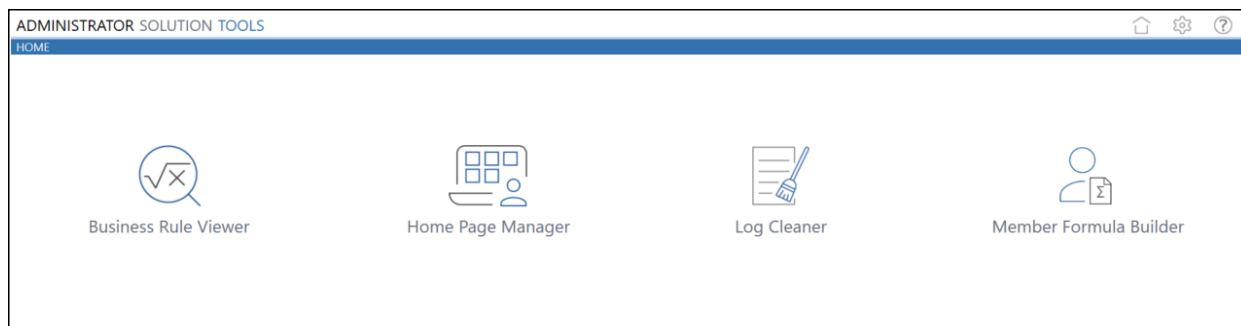 ADMINISTRATOR SOLUTION TOOLS
HOME
Business Rule Viewer
Home Page Manager
Log Cleaner
Member Formula Builder